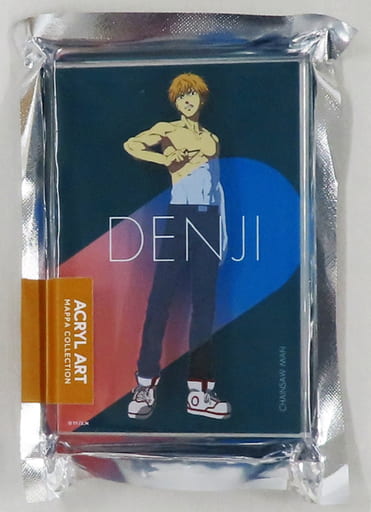 DENJI
ACRYL ART
MAPPA COLLECTION
CHAINSAW MAN